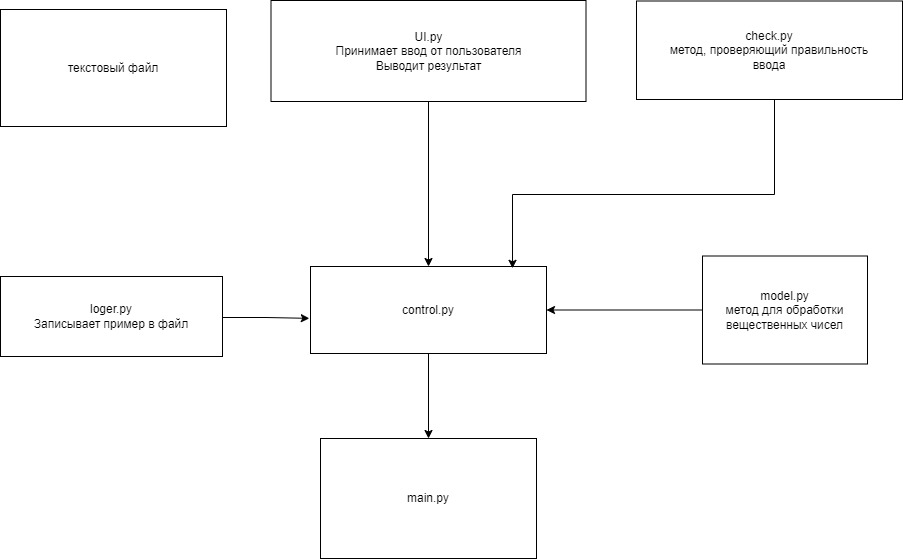 текстовый файл
UI.py
Принимает ввод от пользователя
Выводит результат
check.py
метод, проверяющий правильность
ввода
loger.py
Записывает пример в файл
control.py
model.py
метод для обработки
вещественных чисел
main.py